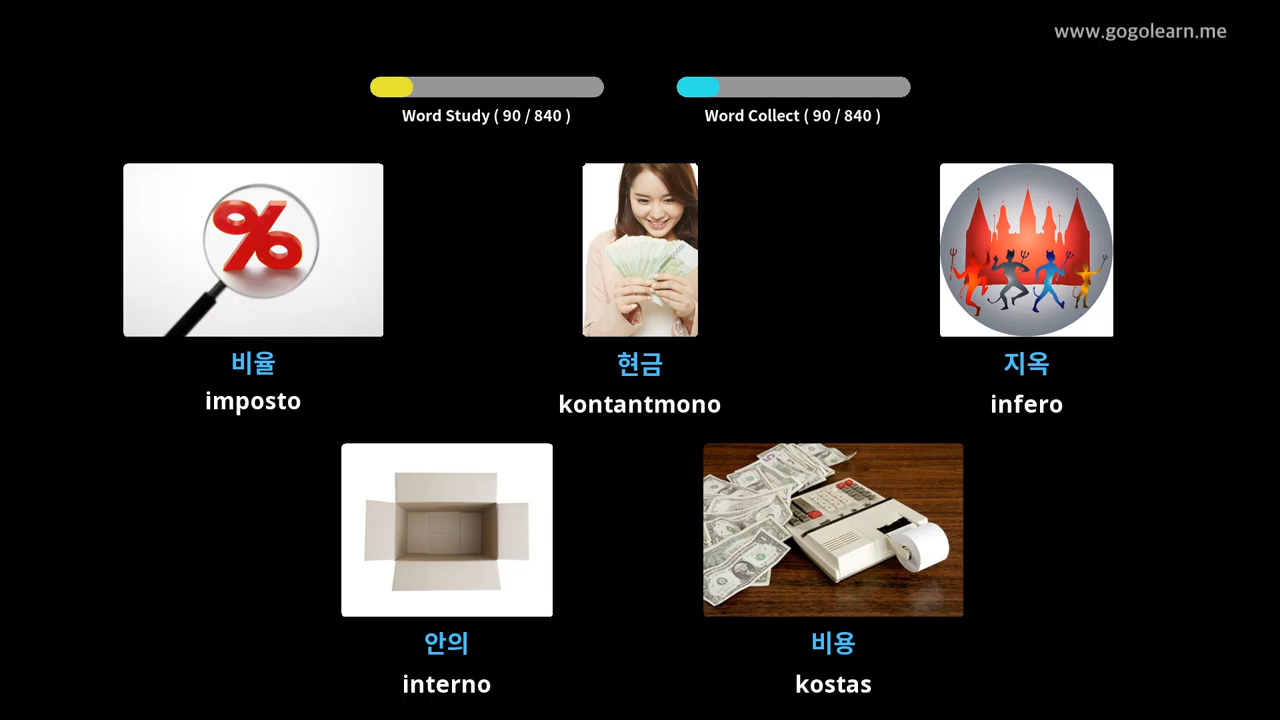 www.gogolearn.me
Word Study ( 90 / 840 )
Word Collect ( 90 / 840 )
비율
imposto
현금
kontantmono
지옥
infero
안의
interno
비용
kostas